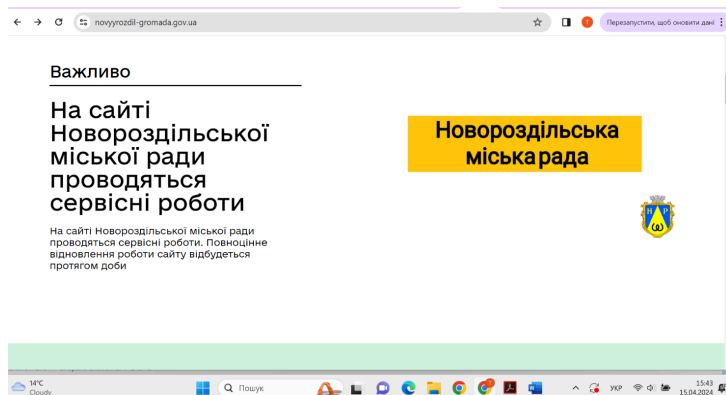 novyyrozdil-gromada.gov.ua
Т
Перезапустити, щоб оновити дані
Важливо
На сайті
Новороздільської
міської ради
проводяться
сервісні роботи
На сайті Новороздільської міської ради
проводяться сервісні роботи. Повноцінне
відновлення роботи сайту відбудеться
протягом доби
Новороздільська
міська рада
Н Р
14°C
Cloudy
Пошук
УКР
15:43
15.04.2024